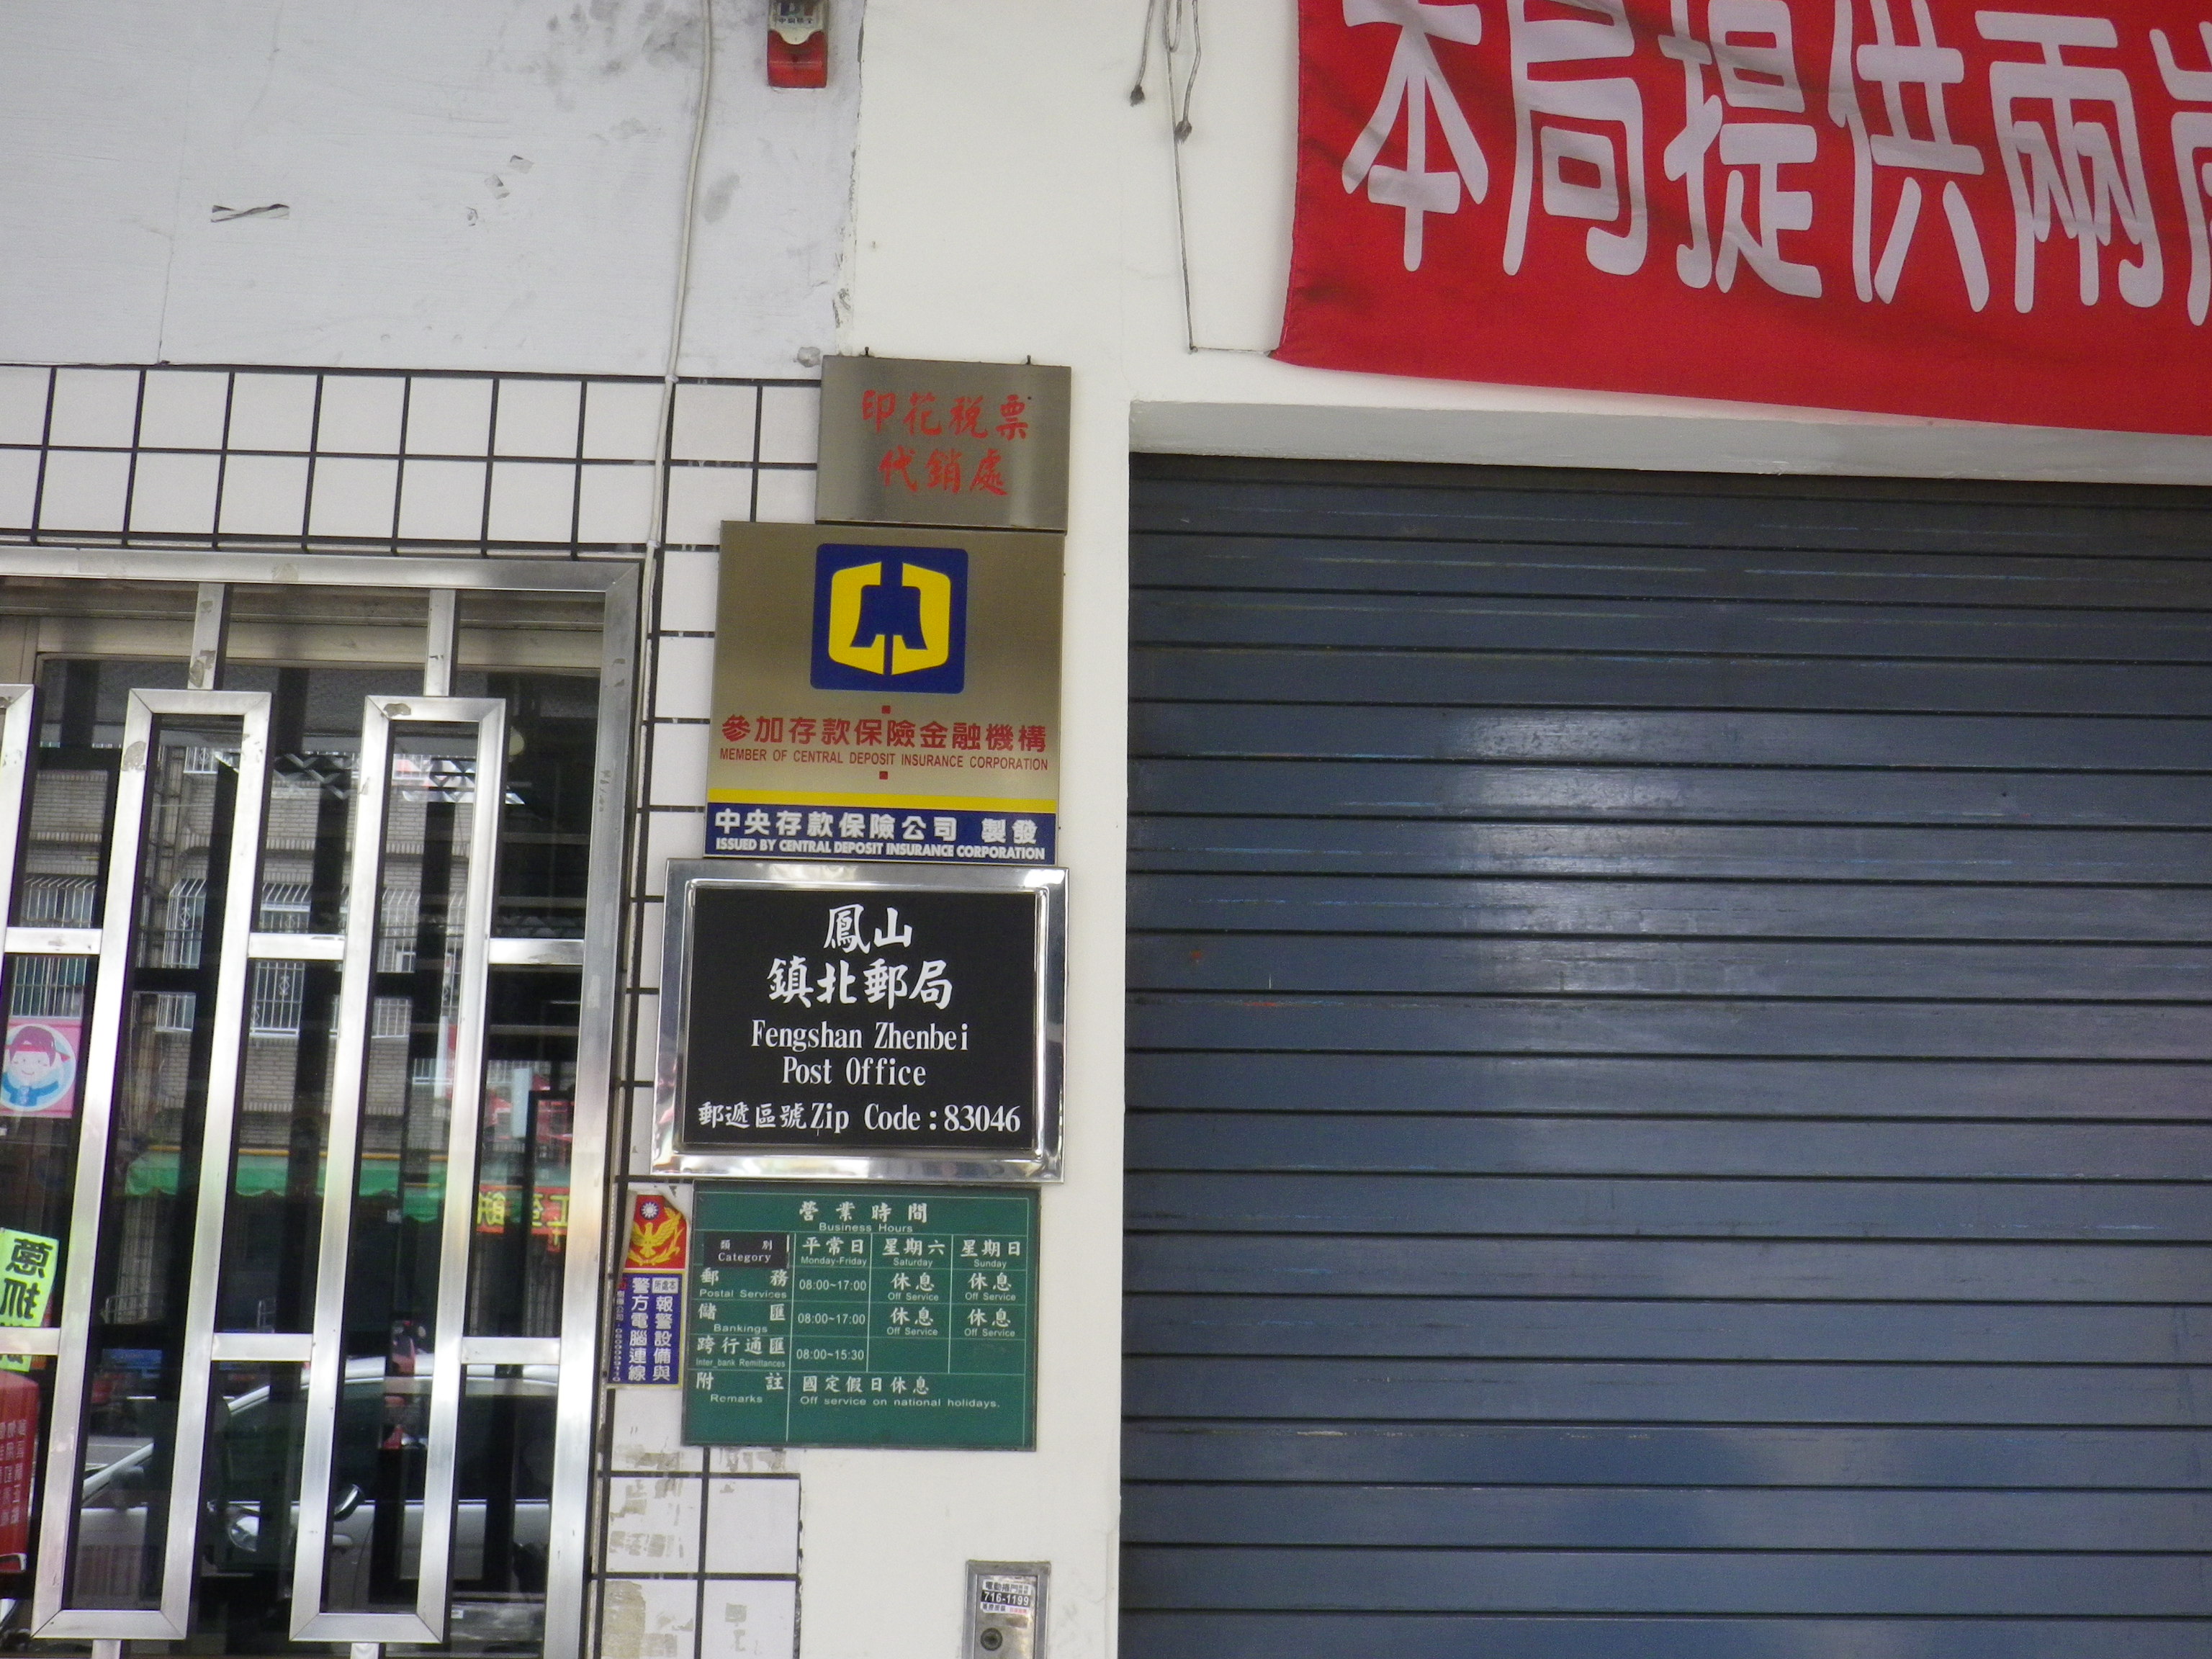 本局提供兩岸
印花稅票
代銷處
參加存款保險金融機構
MEMBER OF CENTRAL DEPOSIT INSURANCE CORPORATION
中央存款保險公司 製發
ISSUED BY CENTRAL DEPOSIT INSURANCE CORPORATION
鳳山
鎮北郵局
Fengshan Zhenbei
Post Office
郵遞區號Zip Code:83046
營業時間
Business Hours
類別 平常日 星期六 星期日
Category Monday-Friday Saturday Sunday
郵務 08:00~17:00 休息 休息
Postal Services Off Service Off Service
儲匯 08:00~17:00 休息 休息
Bankings Off Service Off Service
跨行通匯 08:00~15:30
Inter_bank Remittances
附註 國定假日休息
Remarks Off service on national holidays.
報警設備與
警方電腦連線
蔥
抓
716-1199